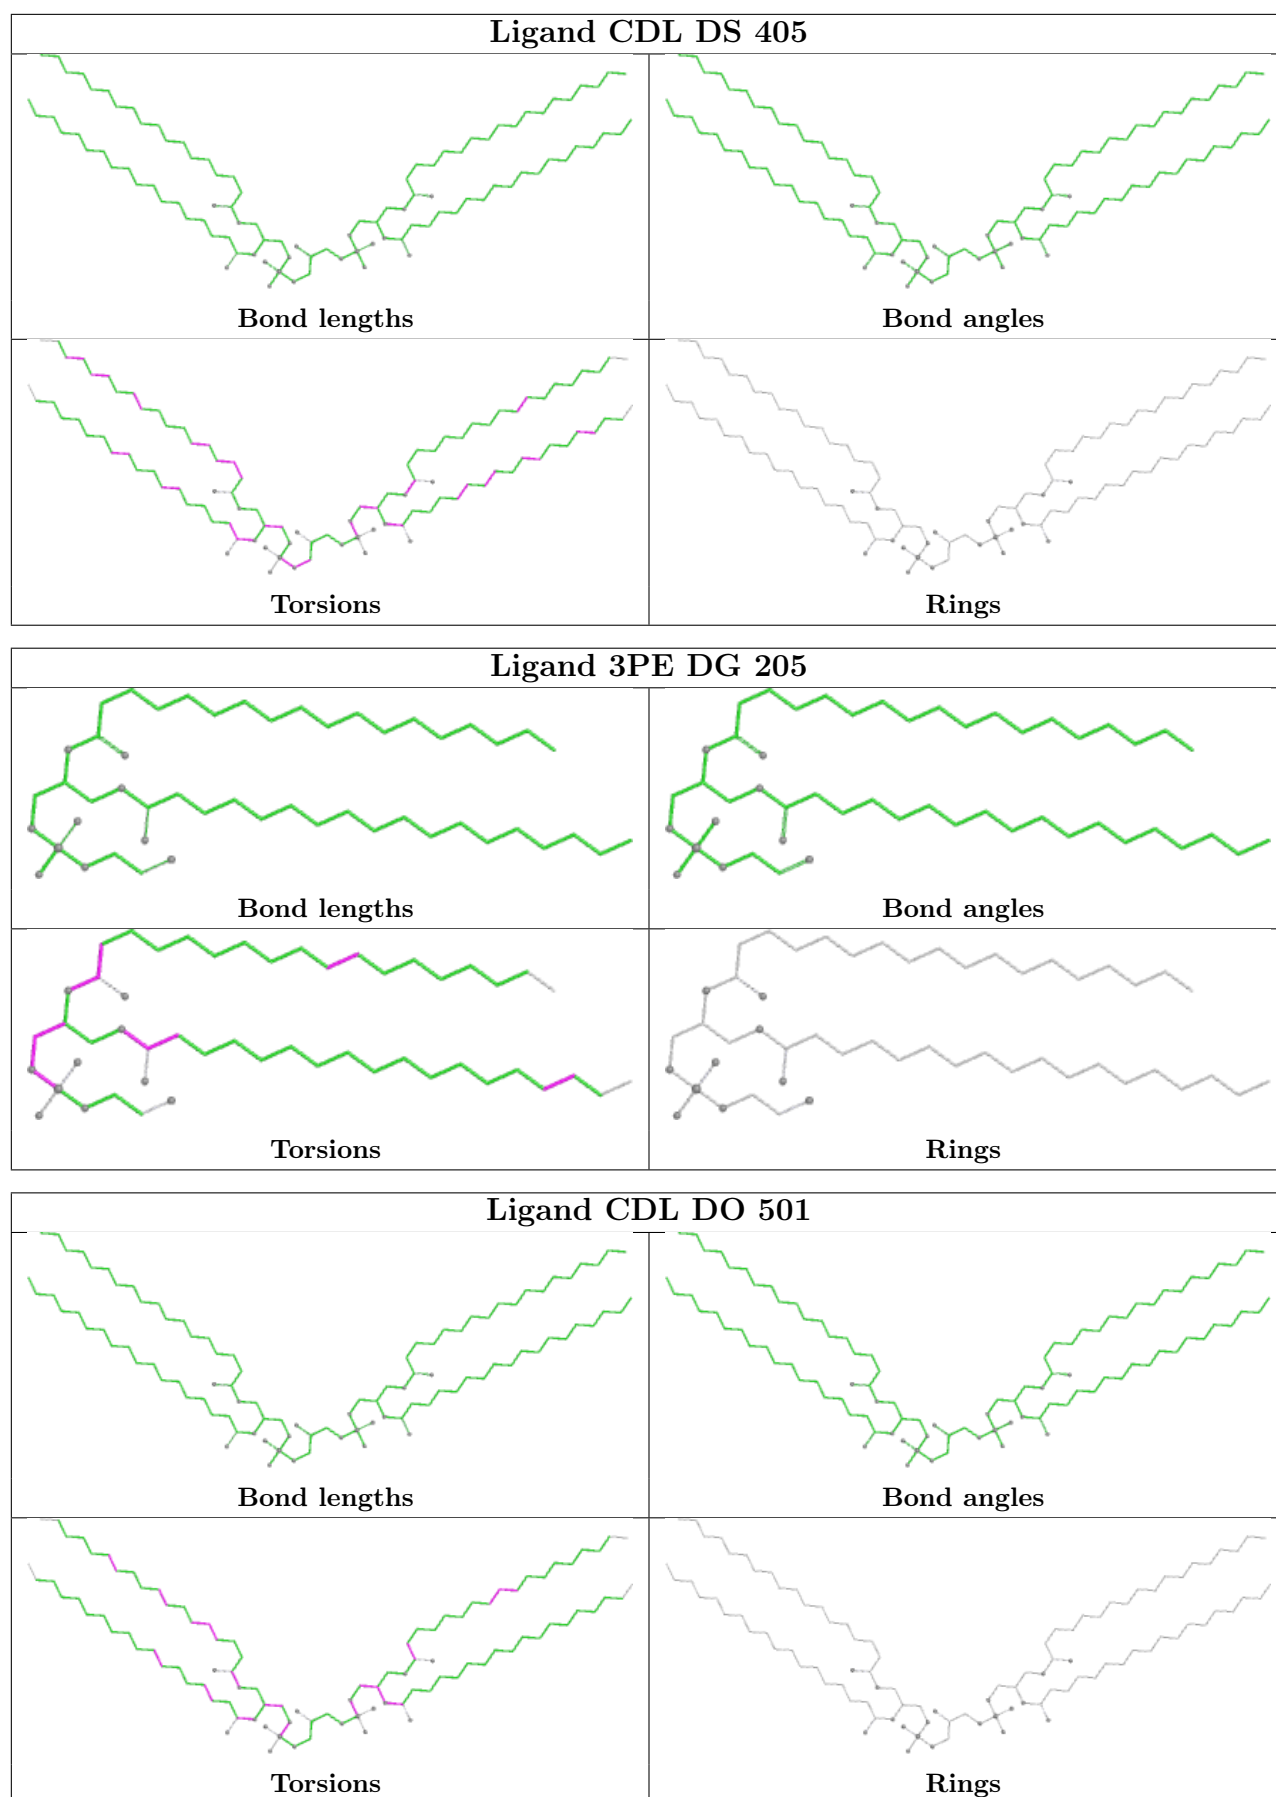 Ligand CDL DS 405
Bond lengths
Bond angles
Torsions
Rings
Ligand 3PE DG 205
Bond lengths
Bond angles
Torsions
Rings
Ligand CDL DO 501
Bond lengths
Bond angles
Torsions
Rings